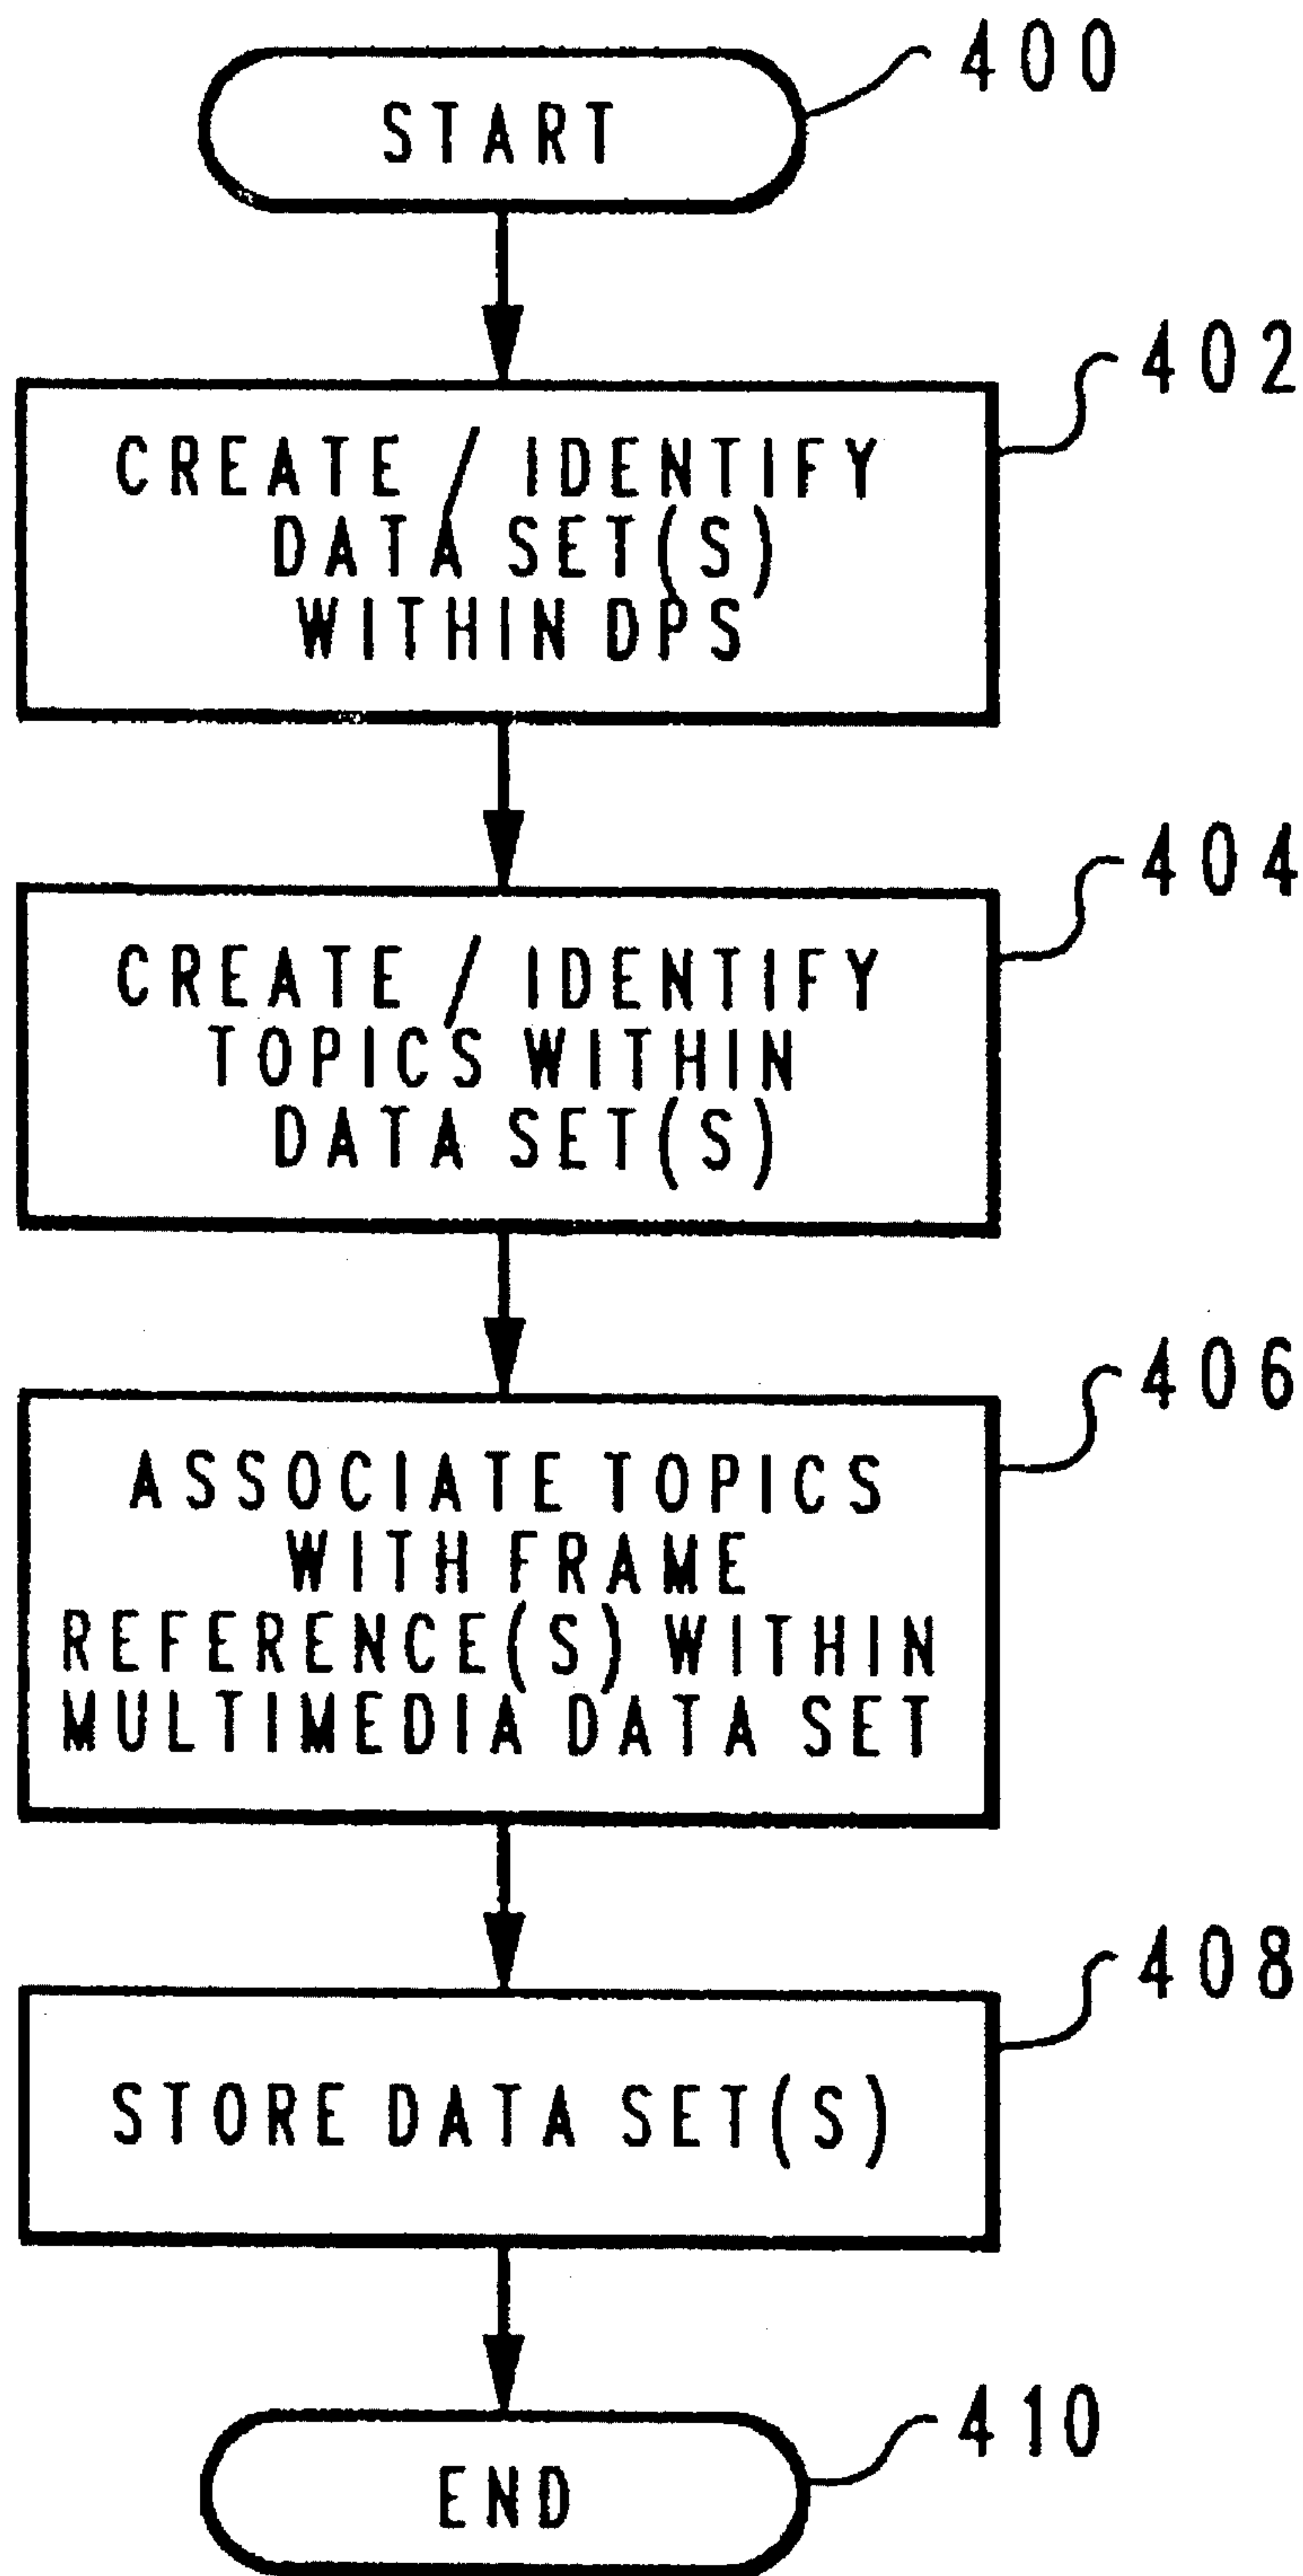 START
400
CREATE / IDENTIFY
DATA SET(S)
WITHIN DPS
402
CREATE / IDENTIFY
TOPICS WITHIN
DATA SET(S)
404
ASSOCIATE TOPICS
WITH FRAME
REFERENCE(S) WITHIN
MULTIMEDIA DATA SET
406
STORE DATA SET(S)
408
END
410